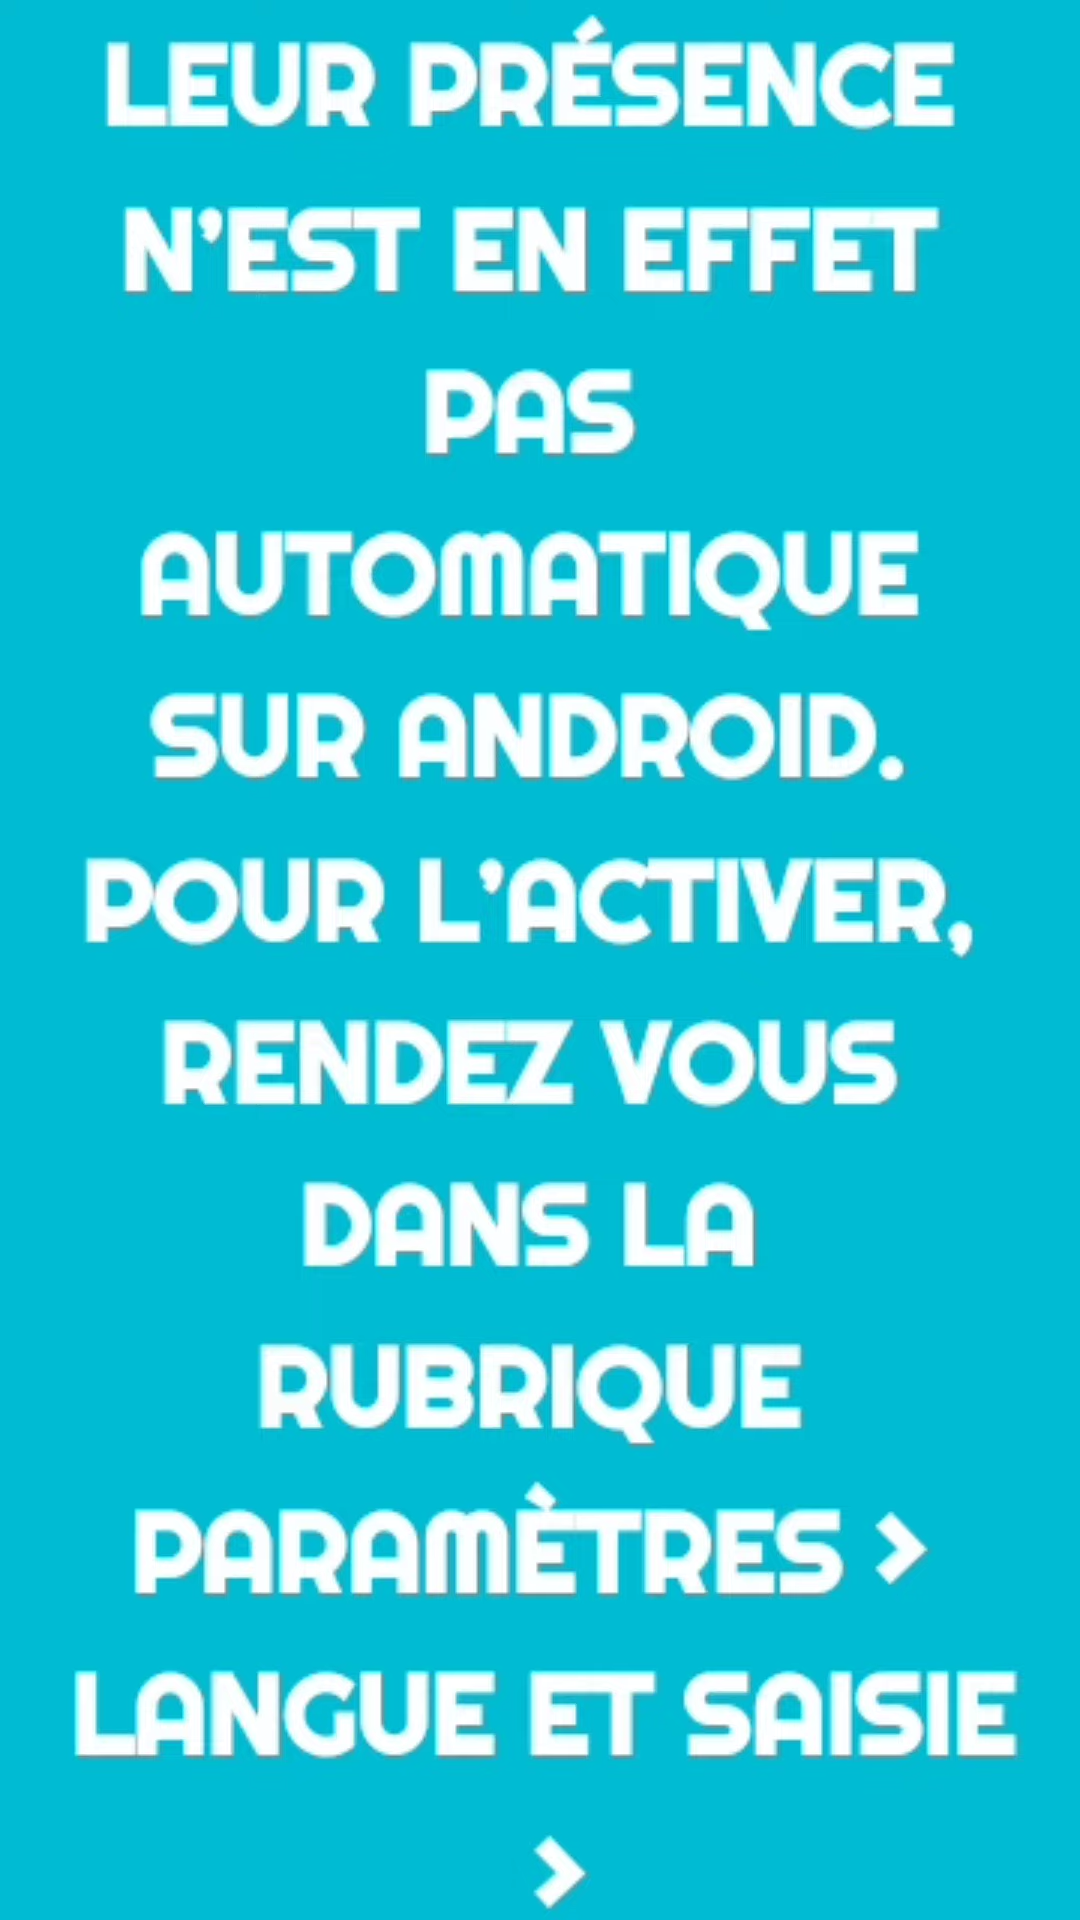 LEUR PRÉSENCE
N’EST EN EFFET
PAS
AUTOMATIQUE
SUR ANDROID.
POUR L’ACTIVER,
RENDEZ VOUS
DANS LA
RUBRIQUE
PARAMÈTRES >
LANGUE ET SAISIE
>